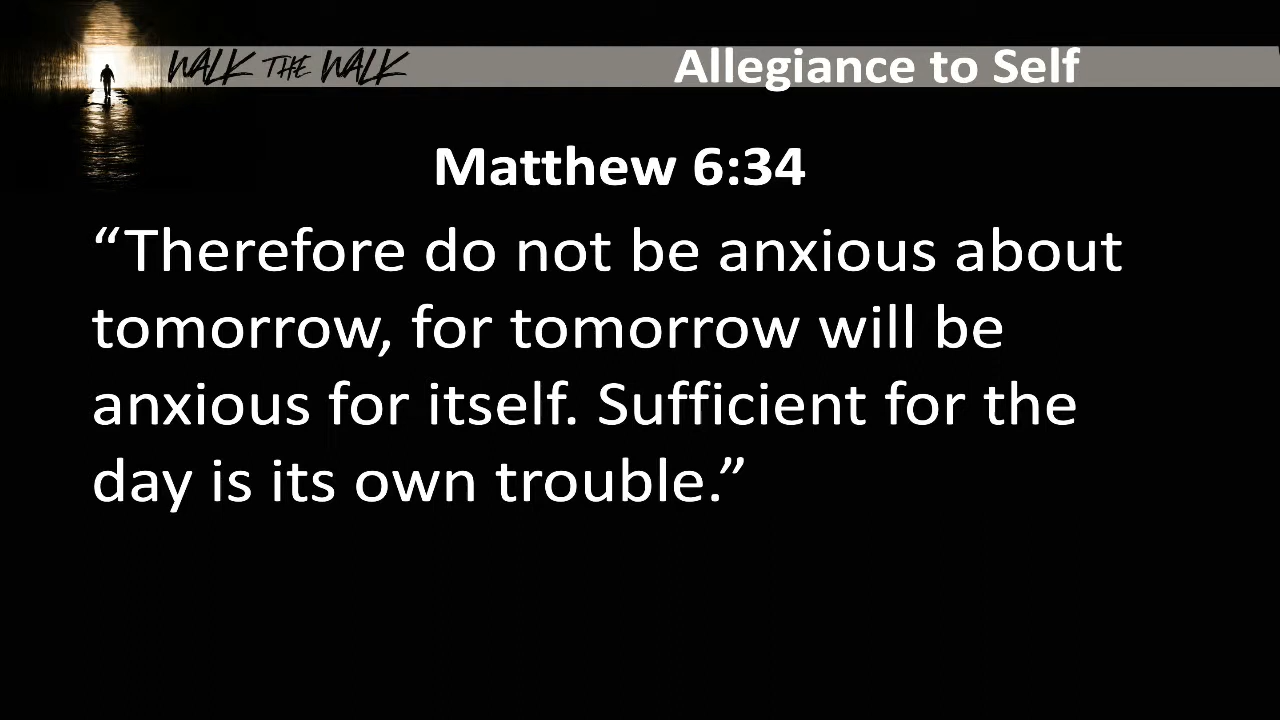 WALK THE WALK
Allegiance to Self
Matthew 6:34
“Therefore do not be anxious about
tomorrow, for tomorrow will be
anxious for itself. Sufficient for the
day is its own trouble.”